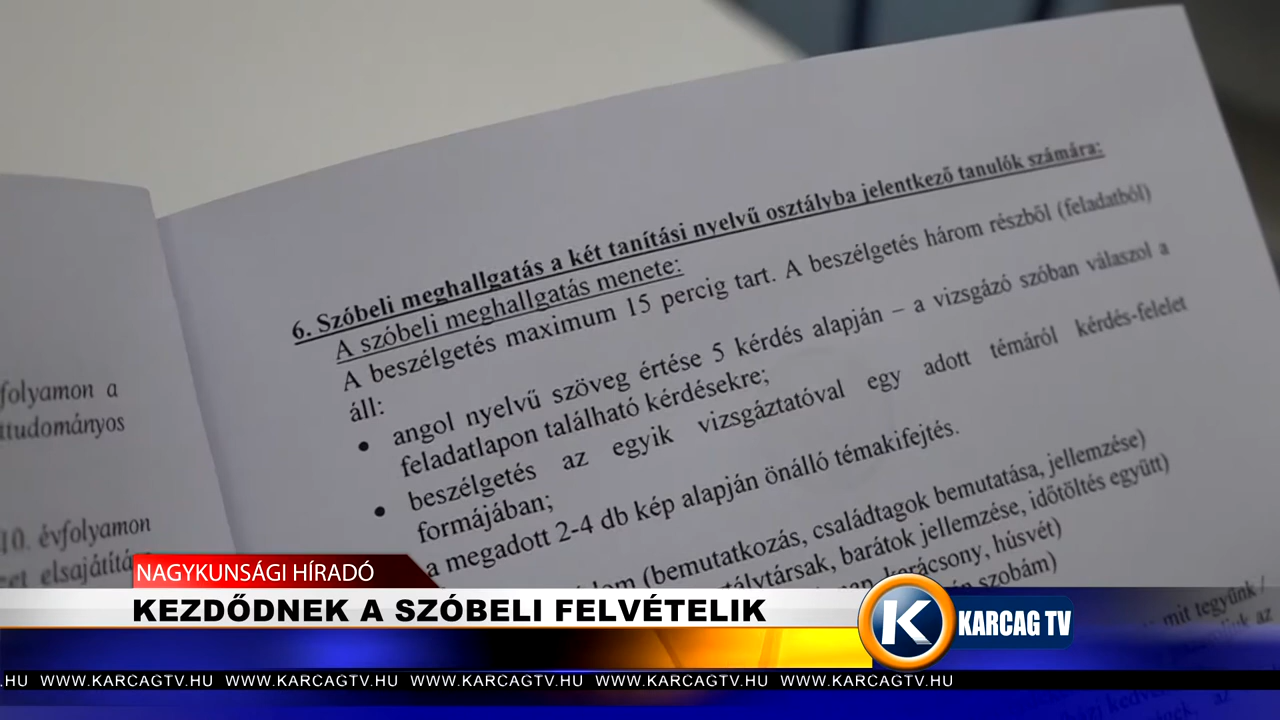 folyamon a
ttudományos
10. évfolyamon
elsajátítás
6. Szóbeli meghallgatás a két tanítási nyelvű osztályba jelentkező tanulók számára:
A szóbeli meghallgatás menete:
A beszélgetés maximum 15 percig tart. A beszélgetés három részből (feladatból)
áll:
• angol nyelvű szöveg értése 5 kérdés alapján – a vizsgázó szóban válaszol a
feladatlapon található kérdésekre;
• beszélgetés az egyik vizsgáztatóval egy adott témáról kérdés-felelet
formájában;
a megadott 2-4 db kép alapján önálló témakifejtés.
(bemutatkozás, családtagok bemutatása, jellemzése)
tálytársak, barátok jellemzése, időtöltés együtt)
karácsony, húsvét)
szobám)
mit tegyünk /
az
NAGYKUNSÁGI HÍRADÓ
KEZDŐDNEK A SZÓBELI FELVÉTELIK
K KARCAG TV
.HU WWW.KARCAGTV.HU WWW.KARCAGTV.HU WWW.KARCAGTV.HU WWW.KARCAGTV.HU WWW.KARCAGTV.HU